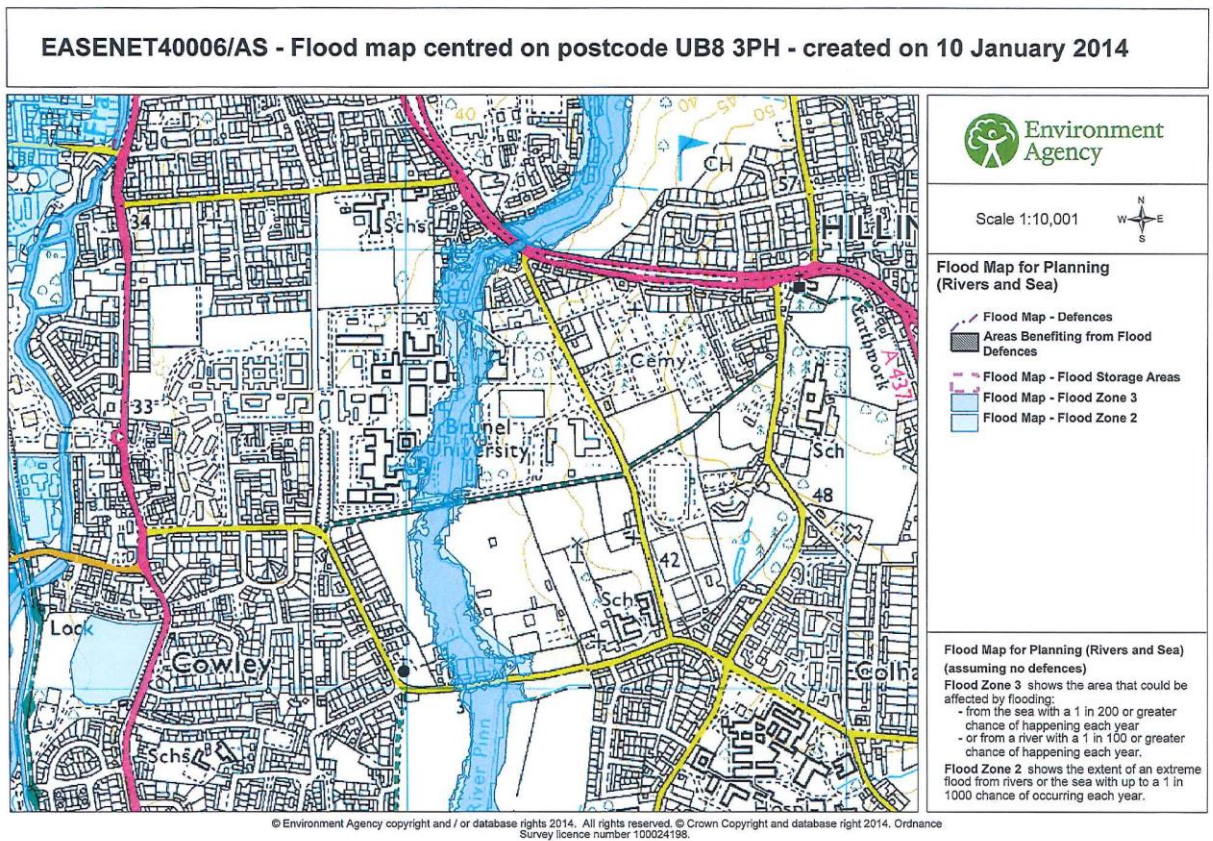 EASENET40006/AS - Flood map centred on postcode UB8 3PH - created on 10 January 2014
40
40
45
50
CH
57
34
Schs
HILLIN
Earthwork
A 437
Cemy
33
Brunel
University
Sch
48
42
Schs
Lock
Cowley
Colha
River Pinn
Schs
Environment
Agency
Scale 1:10,001
N
W
E
S
Flood Map for Planning
(Rivers and Sea)
Flood Map - Defences
Areas Benefiting from Flood
Defences
Flood Map - Flood Storage Areas
Flood Map - Flood Zone 3
Flood Map - Flood Zone 2
Flood Map for Planning (Rivers and Sea)
(assuming no defences)
Flood Zone 3 shows the area that could be
affected by flooding:
- from the sea with a 1 in 200 or greater
chance of happening each year
- or from a river with a 1 in 100 or greater
chance of happening each year.
Flood Zone 2 shows the extent of an extreme
flood from rivers or the sea with up to a 1 in
1000 chance of occurring each year.
© Environment Agency copyright and / or database rights 2014. All rights reserved. © Crown Copyright and database right 2014. Ordnance
Survey licence number 100024198.